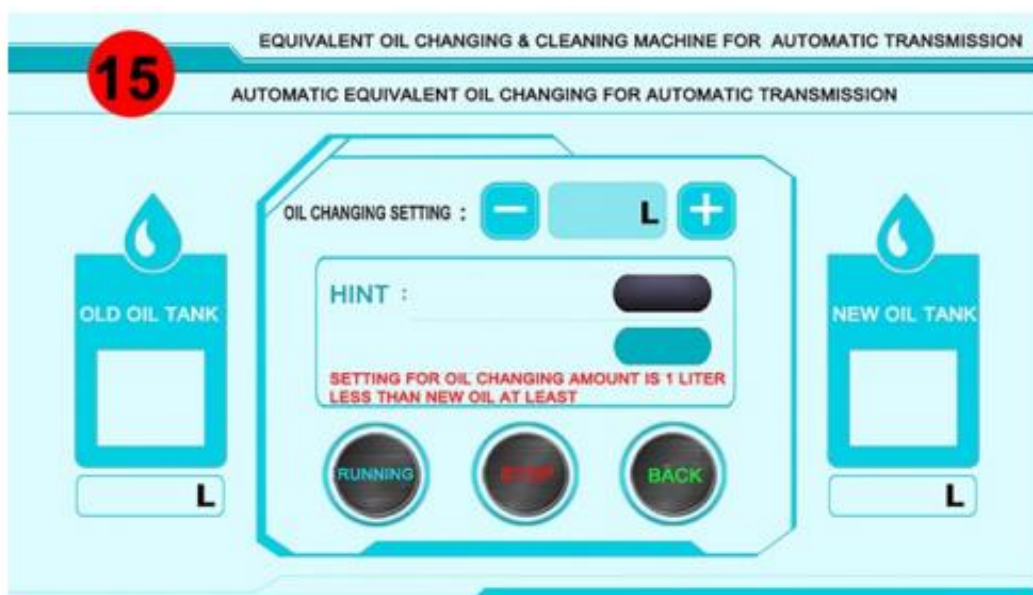 15
EQUIVALENT OIL CHANGING & CLEANING MACHINE FOR AUTOMATIC TRANSMISSION
AUTOMATIC EQUIVALENT OIL CHANGING FOR AUTOMATIC TRANSMISSION
OIL CHANGING SETTING : − L +
OLD OIL TANK
L
HINT :
SETTING FOR OIL CHANGING AMOUNT IS 1 LITER
LESS THAN NEW OIL AT LEAST
RUNNING STOP BACK
NEW OIL TANK
L